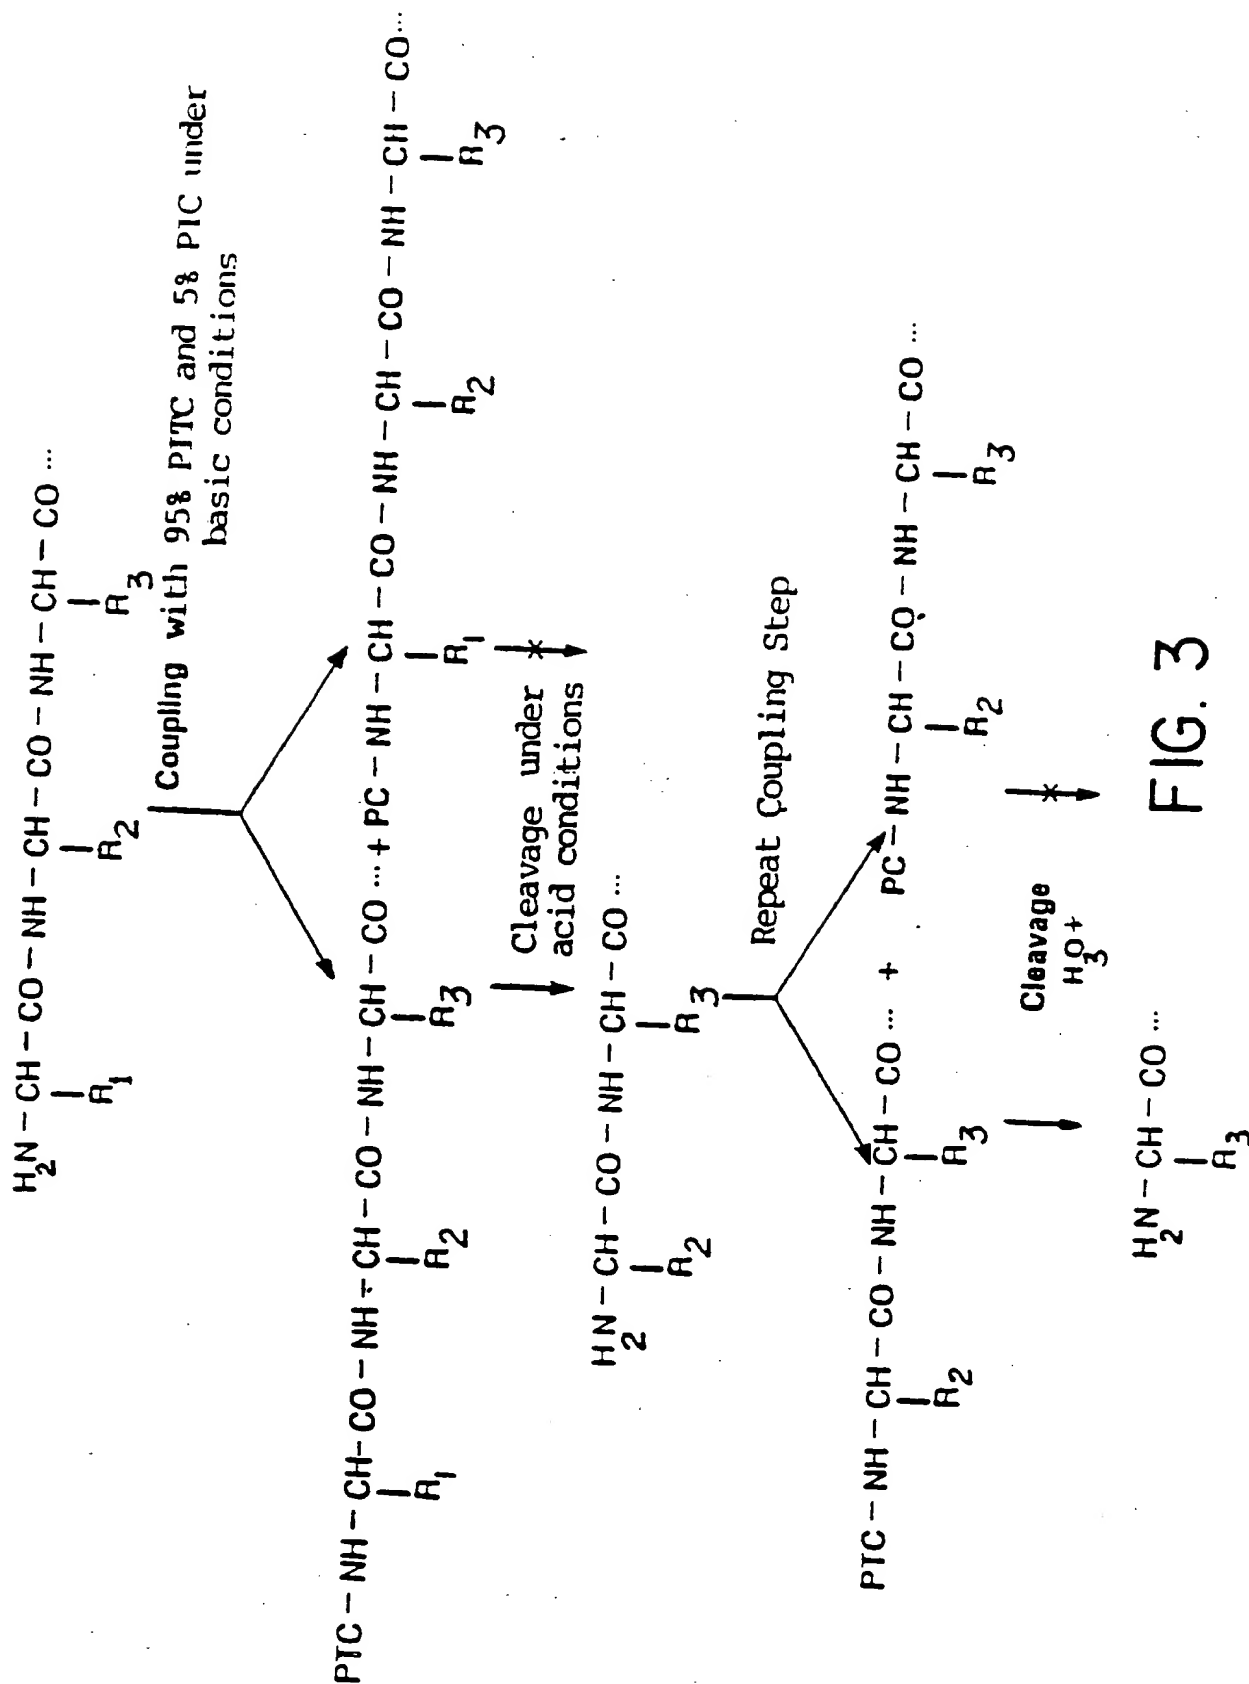 H2N – CH – CO – NH – CH – CO – NH – CH – CO ...
R1 R2 R3
Coupling with 95% PITC and 5% PIC under
basic conditions
PTC – NH – CH – CO – NH – CH – CO – NH – CH – CO ... + PC – NH – CH – CO – NH – CH – CO – NH – CH – CO ...
R1 R2 R3 R1 R2 R3
Cleavage under
acid conditions
H2N – CH – CO – NH – CH – CO ...
R2 R3
Repeat Coupling Step
PTC – NH – CH – CO – NH – CH – CO ... + PC – NH – CH – CO – NH – CH – CO ...
R2 R3 R2 R3
Cleavage
H3O+
H2N – CH – CO ...
R3
FIG. 3